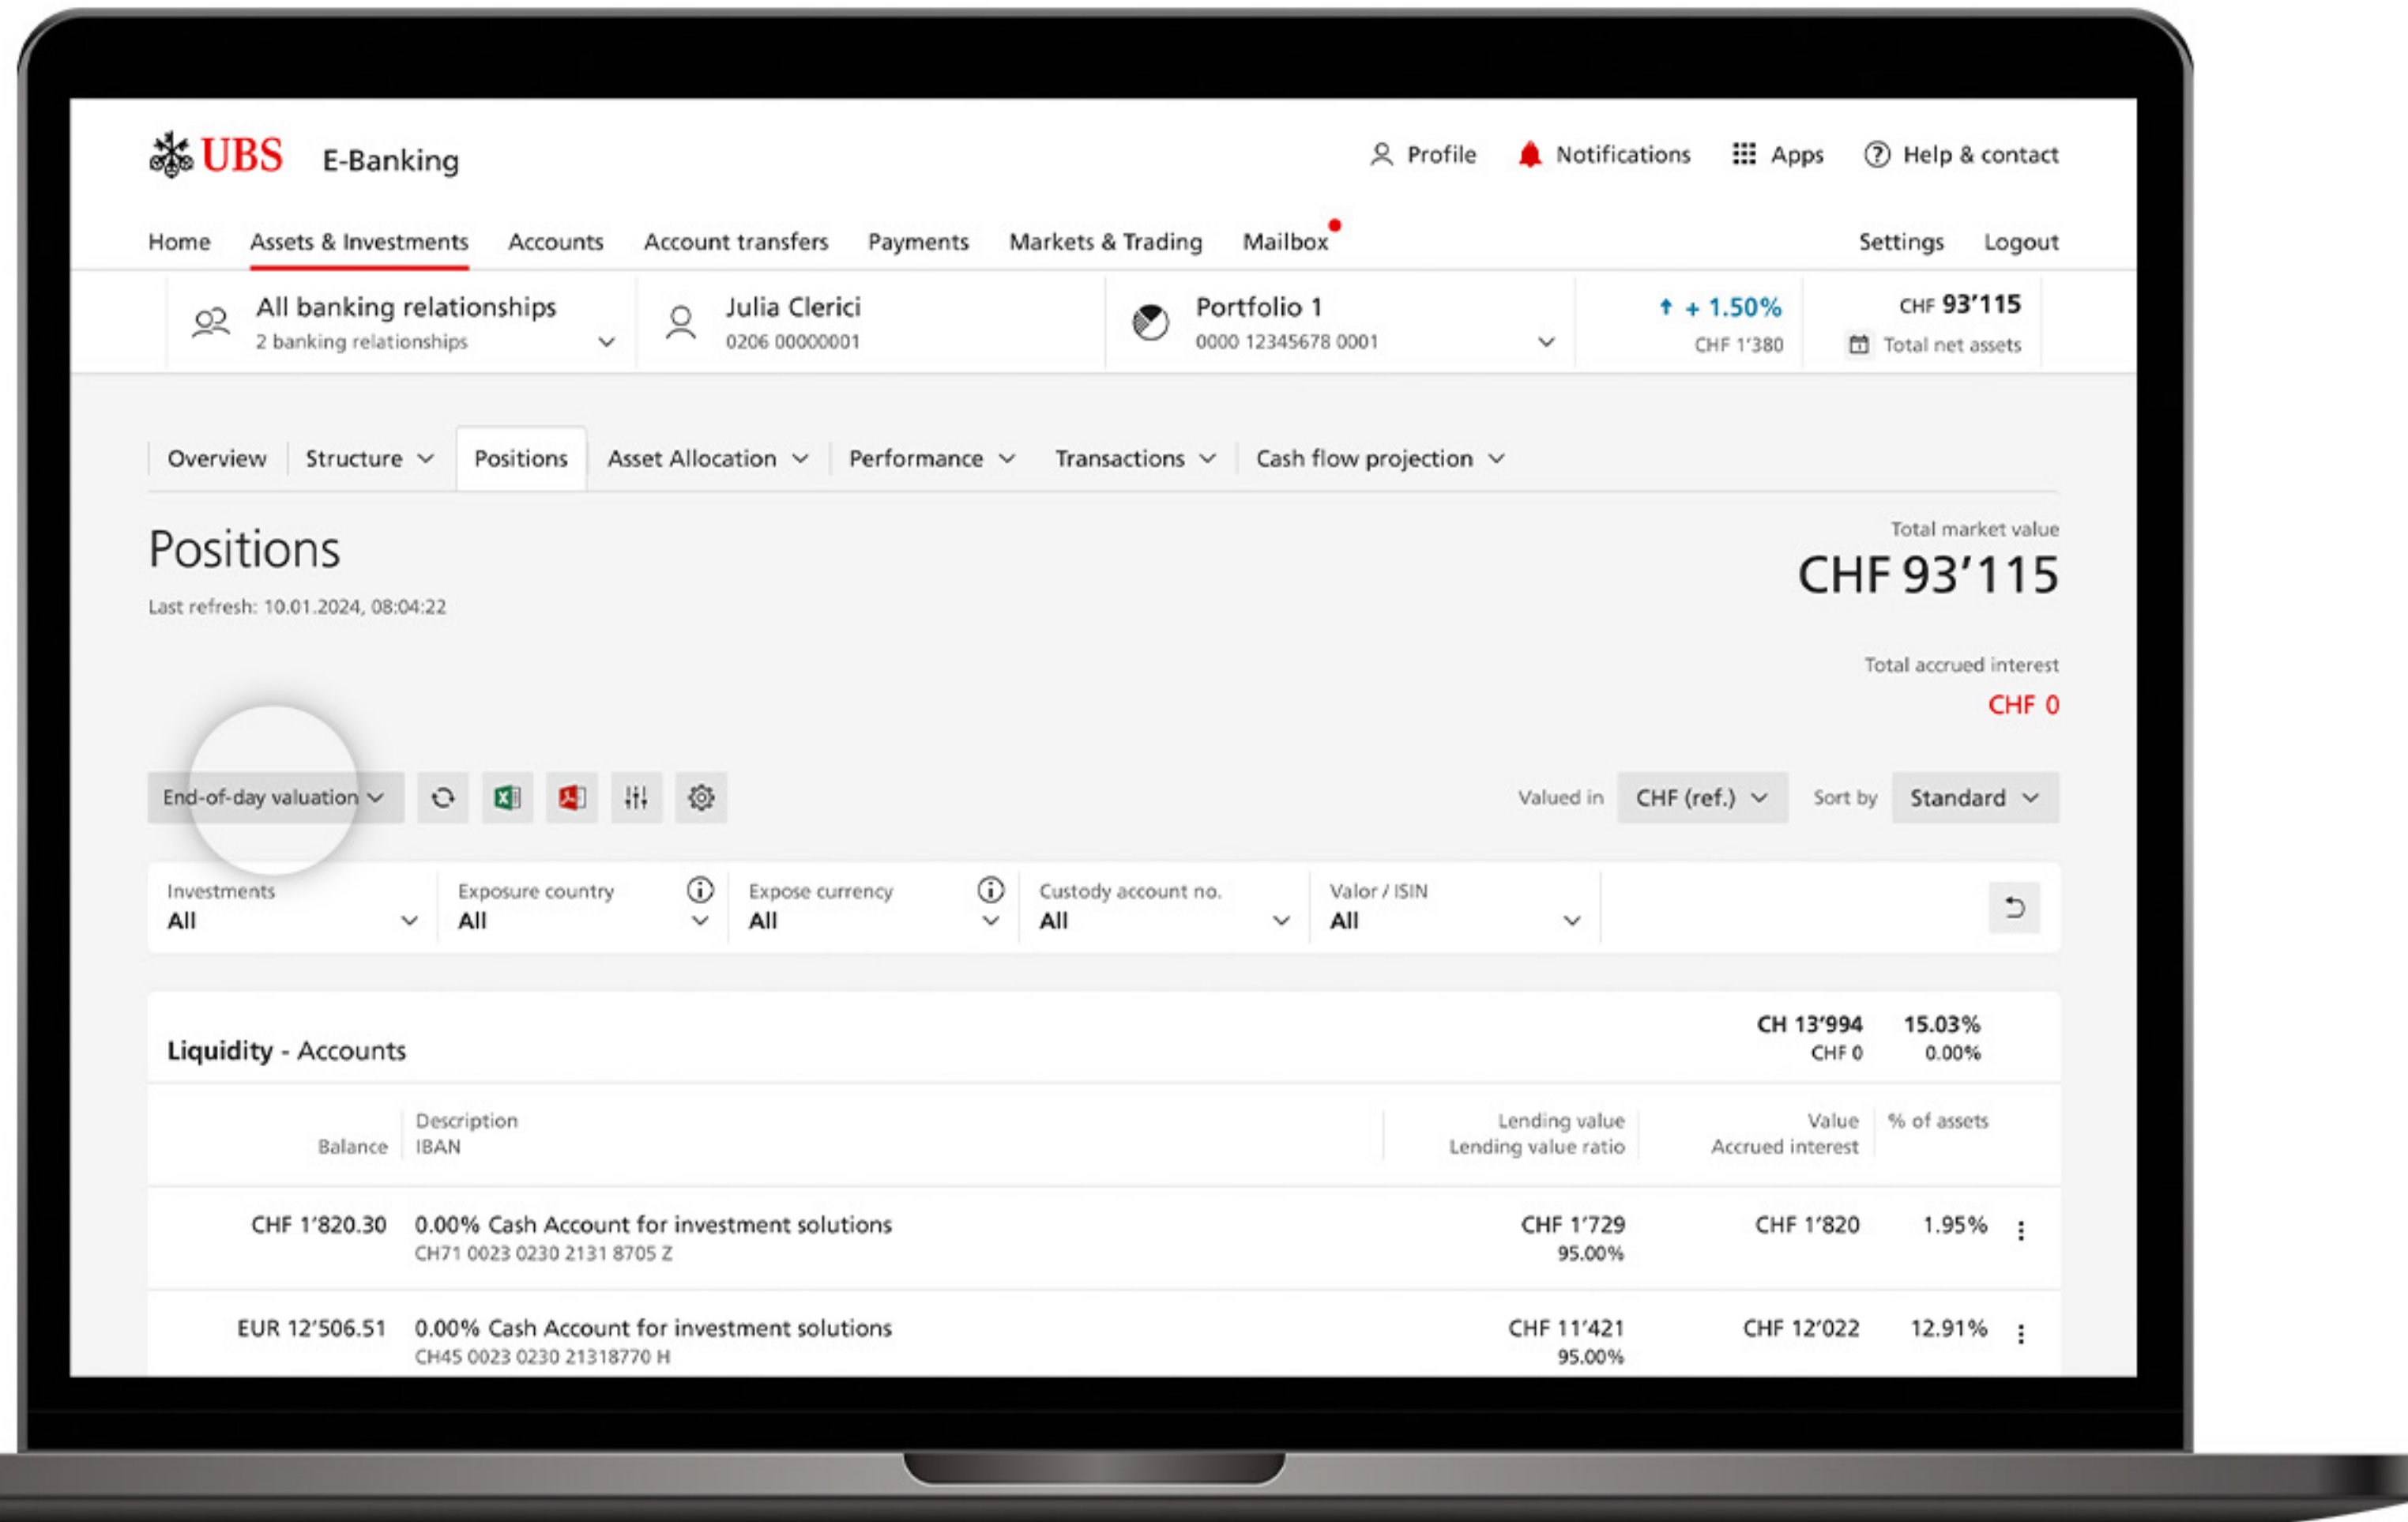 UBS E-Banking
Profile Notifications Apps Help & contact
Home Assets & Investments Accounts Account transfers Payments Markets & Trading Mailbox Settings Logout
All banking relationships
2 banking relationships
Julia Clerici
0206 00000001
Portfolio 1
0000 12345678 0001
+ 1.50%
CHF 1'380
CHF 93'115
Total net assets
Overview Structure Positions Asset Allocation Performance Transactions Cash flow projection
Positions
Last refresh: 10.01.2024, 08:04:22
Total market value
CHF 93'115
Total accrued interest
CHF 0
End-of-day valuation
Valued in CHF (ref.) Sort by Standard
Investments
All
Exposure country
All
Expose currency
All
Custody account no.
All
Valor / ISIN
All
Liquidity - Accounts
CH 13'994 15.03%
CHF 0 0.00%
Balance
Description
IBAN
Lending value
Lending value ratio
Value
Accrued interest
% of assets
CHF 1'820.30 0.00% Cash Account for investment solutions CHF 1'729 CHF 1'820 1.95%
CH71 0023 0230 2131 8705 Z 95.00%
EUR 12'506.51 0.00% Cash Account for investment solutions CHF 11'421 CHF 12'022 12.91%
CH45 0023 0230 21318770 H 95.00%